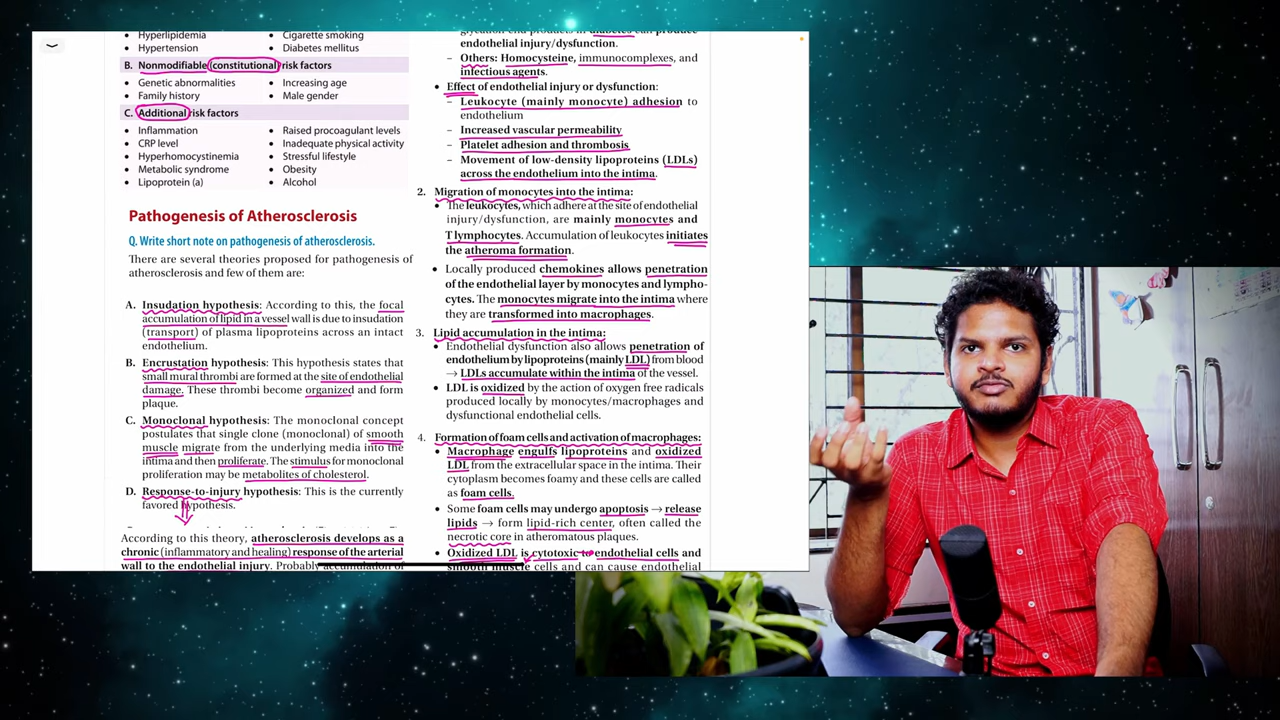 Hyperlipidemia
Cigarette smoking
Hypertension
Diabetes mellitus
B. Nonmodifiable (constitutional) risk factors
Genetic abnormalities
Increasing age
Family history
Male gender
C. Additional risk factors
Inflammation
Raised procoagulant levels
CRP level
Inadequate physical activity
Hyperhomocystinemia
Stressful lifestyle
Metabolic syndrome
Obesity
Lipoprotein (a)
Alcohol
Pathogenesis of Atherosclerosis
Q. Write short note on pathogenesis of atherosclerosis.
There are several theories proposed for pathogenesis of
atherosclerosis and few of them are:
A. Insudation hypothesis: According to this, the focal
accumulation of lipid in a vessel wall is due to insudation
(transport) of plasma lipoproteins across an intact
endothelium.
B. Encrustation hypothesis: This hypothesis states that
small mural thrombi are formed at the site of endothelial
damage. These thrombi become organized and form
plaque.
C. Monoclonal hypothesis: The monoclonal concept
postulates that single clone (monoclonal) of smooth
muscle migrate from the underlying media into the
intima and then proliferate. The stimulus for monoclonal
proliferation may be metabolites of cholesterol.
D. Response-to-injury hypothesis: This is the currently
favored hypothesis.
According to this theory, atherosclerosis develops as a
chronic (inflammatory and healing) response of the arterial
wall to the endothelial injury. Probably accumulation of
glycation end products in diabetes can produce
endothelial injury/dysfunction.
– Others: Homocysteine, immunocomplexes, and
infectious agents.
• Effect of endothelial injury or dysfunction:
– Leukocyte (mainly monocyte) adhesion to
endothelium
– Increased vascular permeability
– Platelet adhesion and thrombosis
– Movement of low-density lipoproteins (LDLs)
across the endothelium into the intima.
2. Migration of monocytes into the intima:
• The leukocytes, which adhere at the site of endothelial
injury/dysfunction, are mainly monocytes and
T lymphocytes. Accumulation of leukocytes initiates
the atheroma formation.
• Locally produced chemokines allows penetration
of the endothelial layer by monocytes and lympho-
cytes. The monocytes migrate into the intima where
they are transformed into macrophages.
3. Lipid accumulation in the intima:
• Endothelial dysfunction also allows penetration of
endothelium by lipoproteins (mainly LDL) from blood
→ LDLs accumulate within the intima of the vessel.
• LDL is oxidized by the action of oxygen free radicals
produced locally by monocytes/macrophages and
dysfunctional endothelial cells.
4. Formation of foam cells and activation of macrophages:
• Macrophage engulfs lipoproteins and oxidized
LDL from the extracellular space in the intima. Their
cytoplasm becomes foamy and these cells are called
as foam cells.
• Some foam cells may undergo apoptosis → release
lipids → form lipid-rich center, often called the
necrotic core in atheromatous plaques.
• Oxidized LDL is cytotoxic to endothelial cells and
smooth muscle cells and can cause endothelial